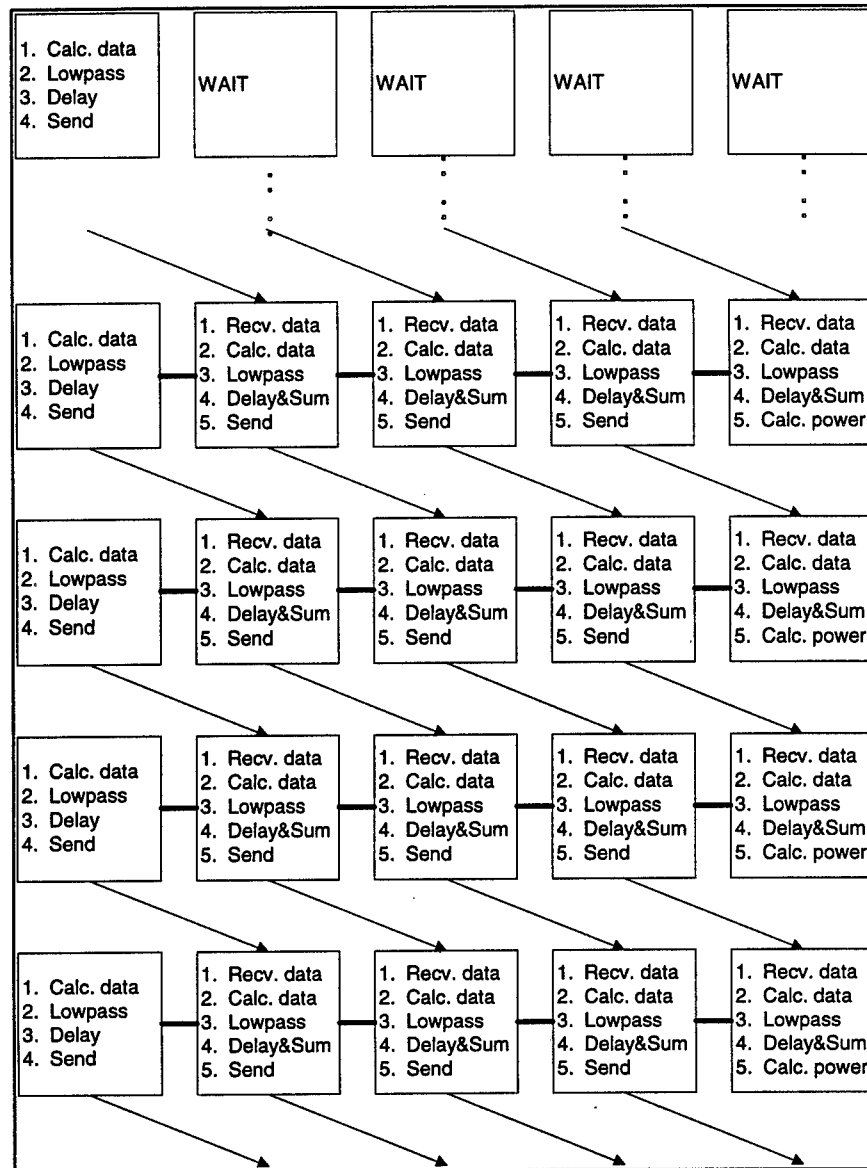 1. Calc. data
2. Lowpass
3. Delay
4. Send
WAIT
WAIT
WAIT
WAIT
1. Calc. data
2. Lowpass
3. Delay
4. Send
1. Recv. data
2. Calc. data
3. Lowpass
4. Delay&Sum
5. Send
1. Recv. data
2. Calc. data
3. Lowpass
4. Delay&Sum
5. Send
1. Recv. data
2. Calc. data
3. Lowpass
4. Delay&Sum
5. Send
1. Recv. data
2. Calc. data
3. Lowpass
4. Delay&Sum
5. Calc. power
1. Calc. data
2. Lowpass
3. Delay
4. Send
1. Recv. data
2. Calc. data
3. Lowpass
4. Delay&Sum
5. Send
1. Recv. data
2. Calc. data
3. Lowpass
4. Delay&Sum
5. Send
1. Recv. data
2. Calc. data
3. Lowpass
4. Delay&Sum
5. Send
1. Recv. data
2. Calc. data
3. Lowpass
4. Delay&Sum
5. Calc. power
1. Calc. data
2. Lowpass
3. Delay
4. Send
1. Recv. data
2. Calc. data
3. Lowpass
4. Delay&Sum
5. Send
1. Recv. data
2. Calc. data
3. Lowpass
4. Delay&Sum
5. Send
1. Recv. data
2. Calc. data
3. Lowpass
4. Delay&Sum
5. Send
1. Recv. data
2. Calc. data
3. Lowpass
4. Delay&Sum
5. Calc. power
1. Calc. data
2. Lowpass
3. Delay
4. Send
1. Recv. data
2. Calc. data
3. Lowpass
4. Delay&Sum
5. Send
1. Recv. data
2. Calc. data
3. Lowpass
4. Delay&Sum
5. Send
1. Recv. data
2. Calc. data
3. Lowpass
4. Delay&Sum
5. Send
1. Recv. data
2. Calc. data
3. Lowpass
4. Delay&Sum
5. Calc. power